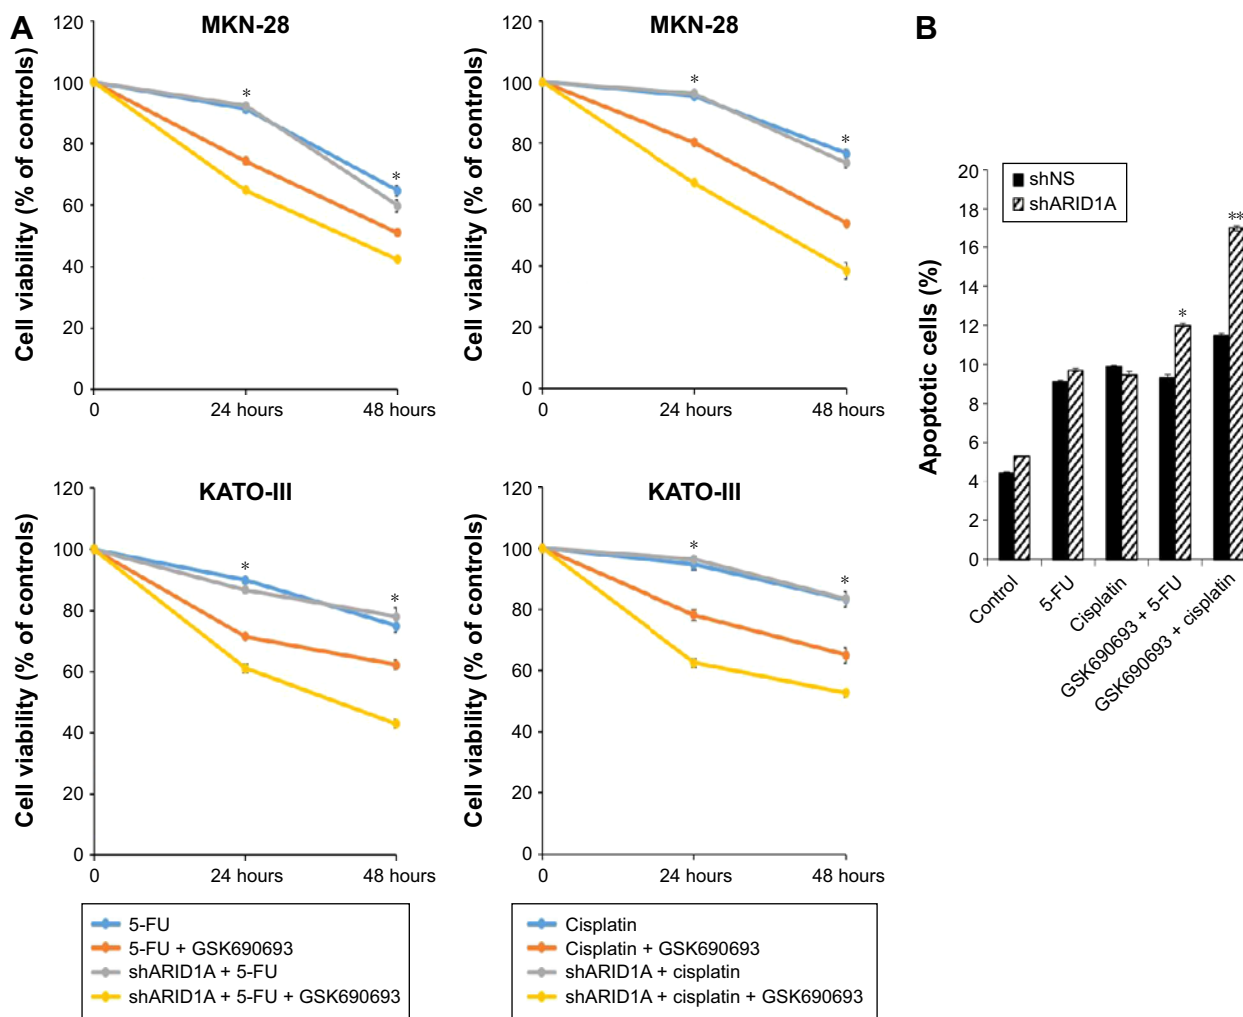 A
MKN-28
Cell viability (% of controls)
120
100
80
60
40
20
0
*
*
0
24 hours
48 hours
MKN-28
Cell viability (% of controls)
120
100
80
60
40
20
0
*
*
0
24 hours
48 hours
KATO-III
Cell viability (% of controls)
120
100
80
60
40
20
0
*
*
0
24 hours
48 hours
KATO-III
Cell viability (% of controls)
120
100
80
60
40
20
0
*
*
0
24 hours
48 hours
5-FU
5-FU + GSK690693
shARID1A + 5-FU
shARID1A + 5-FU + GSK690693
Cisplatin
Cisplatin + GSK690693
shARID1A + cisplatin
shARID1A + cisplatin + GSK690693
B
shNS
shARID1A
Apoptotic cells (%)
20
18
16
14
12
10
8
6
4
2
0
*
**
Control
5-FU
Cisplatin
GSK690693 + 5-FU
GSK690693 + cisplatin